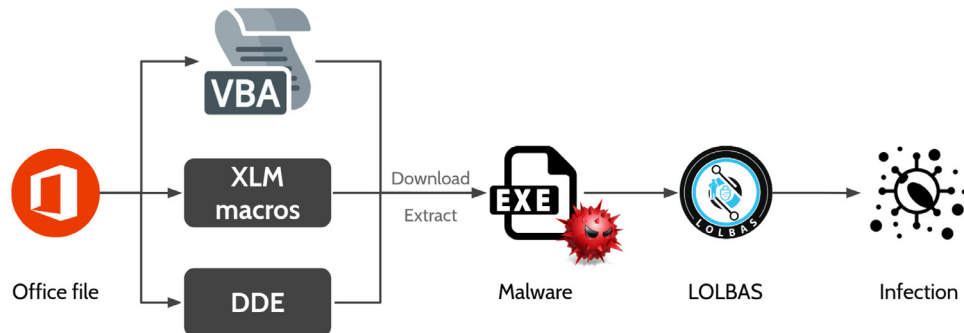 VBA
XLM
macros
Download
Extract
EXE
LOLBAS
DDE
Office file
Malware
LOLBAS
Infection